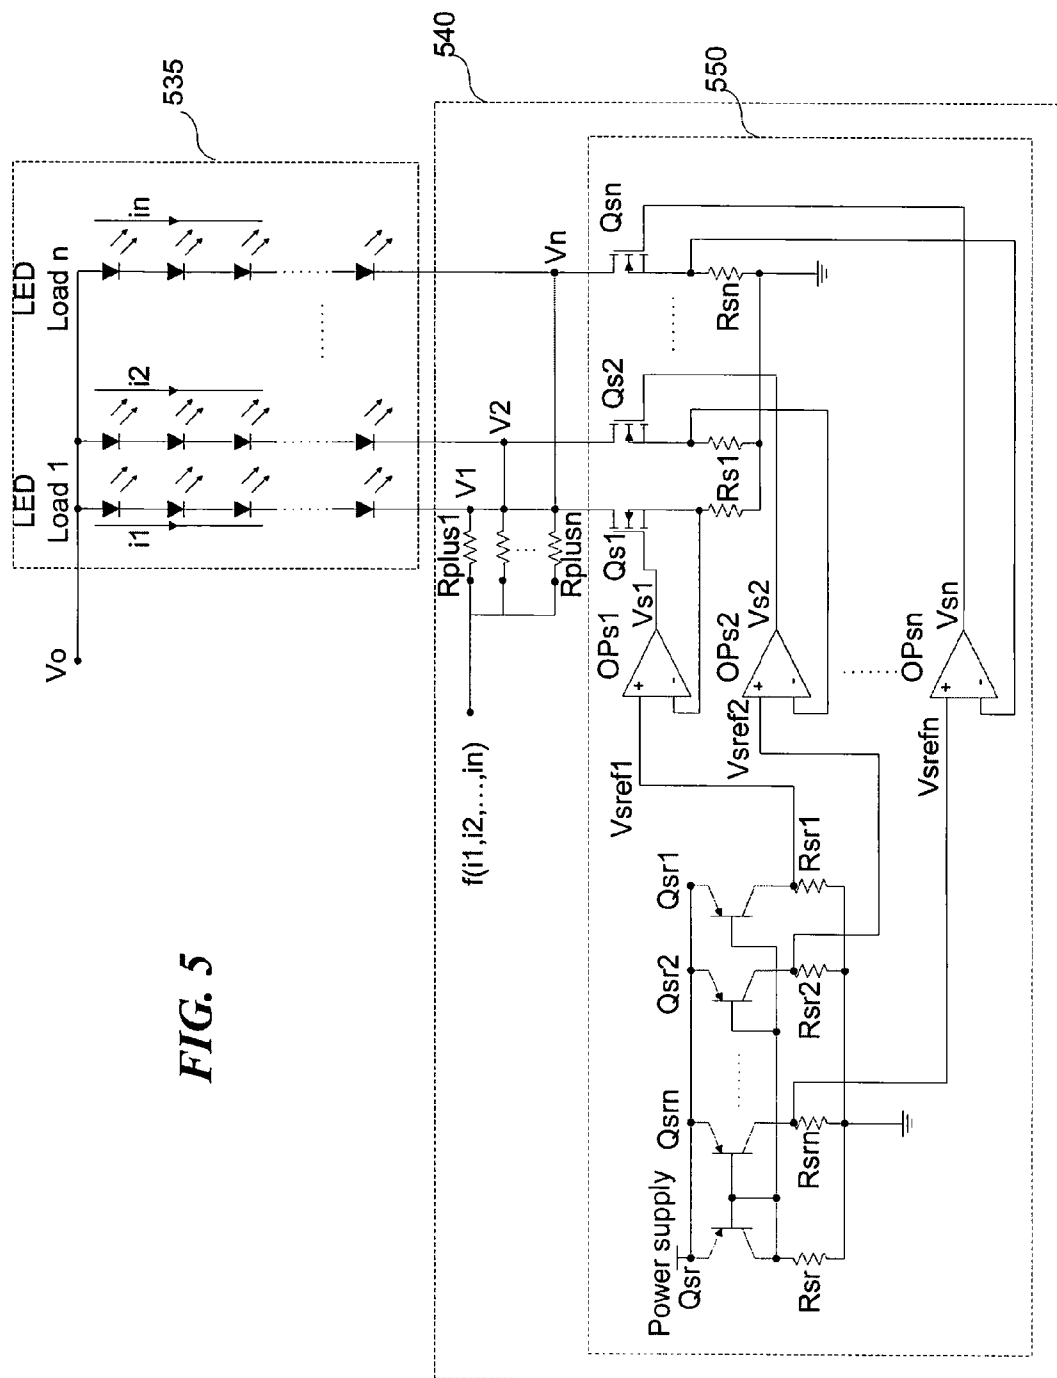 FIG. 5
535
540
550
LED
Load 1
LED
Load n
i1
i2
in
Vo
V1
V2
Vn
Rplus1
Rplusn
f(i1,i2,...,in)
Qs1
Qs2
Qsn
Rs1
Rsn
OPs1
Vs1
OPs2
Vs2
OPsn
Vsn
Vsref1
Vsref2
Vsrefn
+
-
+
-
+
-
Power supply
Qsr
Qsrn
Qsr2
Qsr1
Rsr
Rsrn
Rsr2
Rsr1